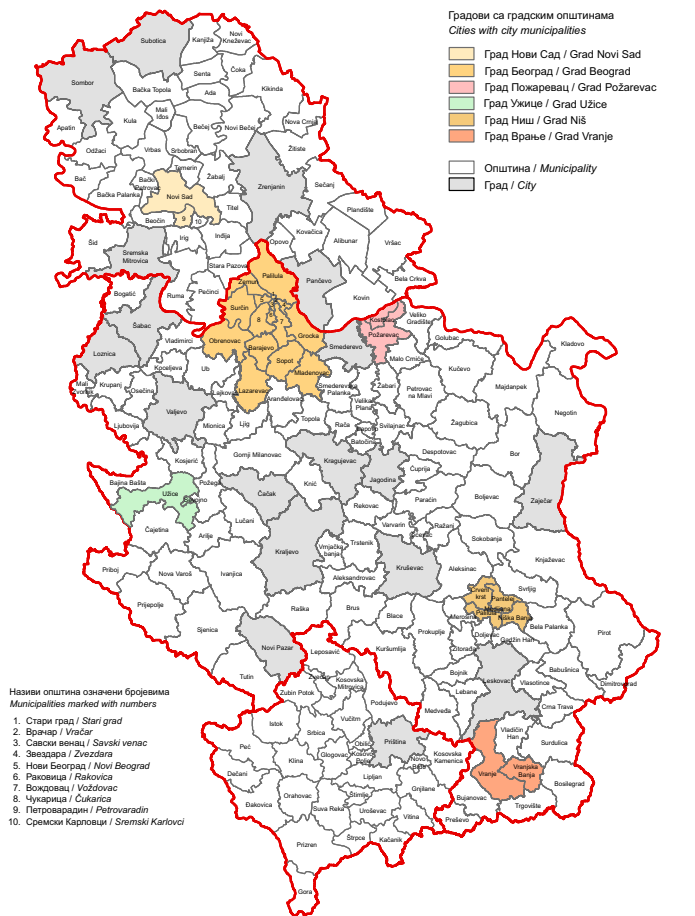 Градови са градским општинама
Cities with city municipalities
Град Нови Сад / Grad Novi Sad
Град Београд / Grad Beograd
Град Пожаревац / Grad Požarevac
Град Ужице / Grad Užice
Град Ниш / Grad Niš
Град Врање / Grad Vranje
Општина / Municipality
Град / City
Subotica
Kanjiža
Novi
Kneževac
Sombor
Senta
Čoka
Bačka Topola
Ada
Kikinda
Apatin
Kula
Mali
Iđoš
Bečej
Novi Bečej
Nova Crnja
Odžaci
Vrbas
Srbobran
Žitište
Bač
Bački
Petrovac
Temerin
Žabalj
Zrenjanin
Sečanj
Bačka Palanka
Novi Sad
Titel
Plandište
Beočin
9
10
Šid
Irig
Inđija
Opovo
Kovačica
Alibunar
Vršac
Sremska
Mitrovica
Stara Pazova
Ruma
Pećinci
Zemun
Palilula
Pančevo
Bela Crkva
Bogatić
Kovin
Surčin
5
8
7
Šabac
Vladimirci
Obrenovac
Barajevo
Grocka
Smederevo
Kostolac
Požarevac
Veliko
Gradište
Golubac
Kladovo
Loznica
Koceljeva
Ub
Sopot
Mladenovac
Malo Crniće
Kučevo
Majdanpek
Mali
Zvornik
Krupanj
Osečina
Lajkovac
Lazarevac
Aranđelovac
Smederevska
Palanka
Žabari
Petrovac
na Mlavi
Negotin
Ljubovija
Valjevo
Mionica
Ljig
Topola
Rača
Velika
Plana
Lapovo
Svilajnac
Žagubica
Batočina
Bor
Kosjerić
Gornji Milanovac
Kragujevac
Despotovac
Bajina Bašta
Požega
Užice
Čačak
Knić
Jagodina
Ćuprija
Boljevac
Zaječar
Čajetina
Arilje
Lučani
Rekovac
Paraćin
Varvarin
Ražanj
Ćićevac
Sokobanja
Kraljevo
Vrnjačka
banja
Trstenik
Kruševac
Aleksinac
Knjaževac
Priboj
Nova Varoš
Ivanjica
Aleksandrovac
Svrljig
Prijepolje
Raška
Brus
Blace
Crveni
krst
Pantelej
Medijana
Palilula
Niška Banja
Merošina
Bela Palanka
Sjenica
Novi Pazar
Leposavić
Kuršumlija
Prokuplje
Žitorađa
Doljevac
Gadžin Han
Pirot
Tutin
Zubin Potok
Zvečan
Kosovska
Mitrovica
Podujevo
Bojnik
Lebane
Leskovac
Vlasotince
Babušnica
Dimitrovgrad
Medveđa
Crna Trava
Istok
Srbica
Vučitrn
Priština
Vladičin
Han
Surdulica
Peć
Klina
Glogovac
Obilić
Kosovo
Polje
Novo
Brdo
Kosovska
Kamenica
Dečani
Lipljan
Vranje
Vranjska
Banja
Bosilegrad
Đakovica
Orahovac
Štimlje
Gnjilane
Bujanovac
Trgovište
Suva Reka
Uroševac
Vitina
Preševo
Prizren
Štrpce
Kačanik
Gora
Називи општина означени бројевима
Municipalities marked with numbers
1. Стари град / Stari grad
2. Врачар / Vračar
3. Савски венац / Savski venac
4. Звездара / Zvezdara
5. Нови Београд / Novi Beograd
6. Раковица / Rakovica
7. Вождовац / Voždovac
8. Чукарица / Čukarica
9. Петроварадин / Petrovaradin
10. Сремски Карловци / Sremski Karlovci